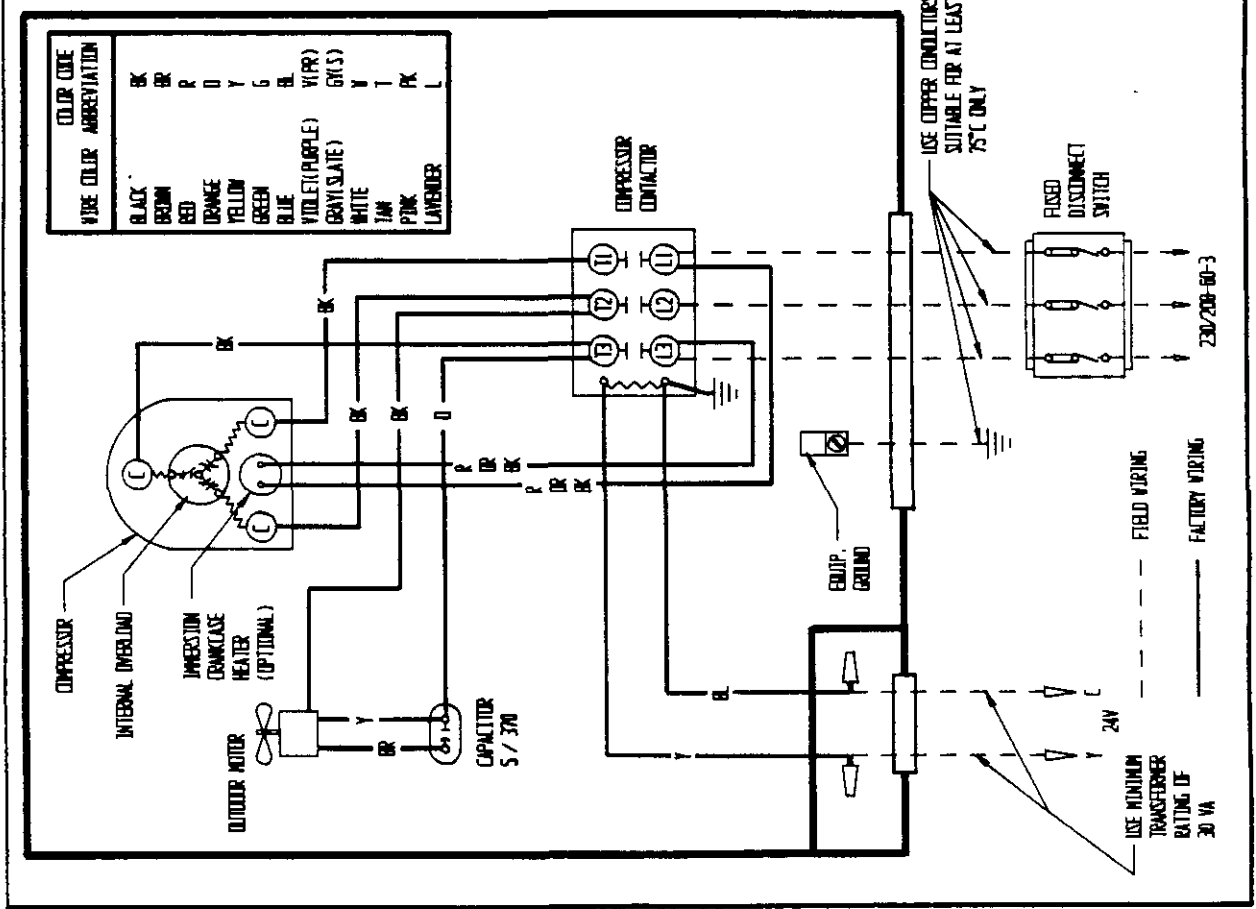 COLOR CODE
WIRE COLOR ABBREVIATION
BLACK BK
BROWN BR
RED R
ORANGE O
YELLOW Y
GREEN G
BLUE BL
VIOLET(PURPLE) V(PR)
GRAY(SLATE) GY(S)
WHITE W
TAN T
PINK PK
LAVENDER L
COMPRESSOR
INTERNAL OVERLOAD
IMMERSION
CRANKCASE
HEATER
(OPTIONAL)
OUTDOOR MOTOR
CAPACITOR
5 / 370
C
C
C
BK
BK
BK
BK
O
R OR BK
R OR BK
Y
BR
COMPRESSOR
CONTACTOR
T1
T2
T3
L1
L2
L3
EQUIP.
GROUND
BL
Y
USE COPPER CONDUCTORS
SUITABLE FOR AT LEAST
75°C ONLY
FUSED
DISCONNECT
SWITCH
230/208-60-3
FIELD WIRING
FACTORY WIRING
C
24V
Y
USE MINIMUM
TRANSFORMER
RATING OF
30 VA